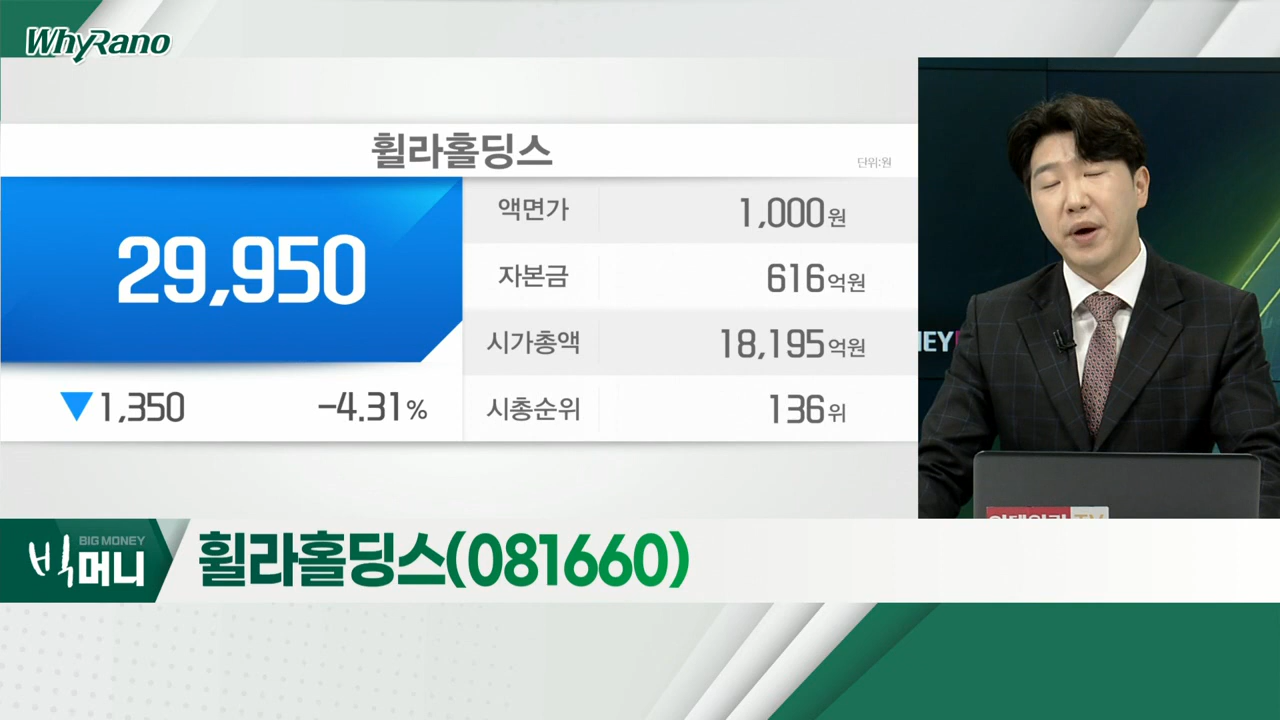 WhyRano
휠라홀딩스
단위:원
29,950
▼1,350 -4.31%
액면가 1,000원
자본금 616억원
시가총액 18,195억원
시총순위 136위
BIG MONEY
빅머니
휠라홀딩스(081660)